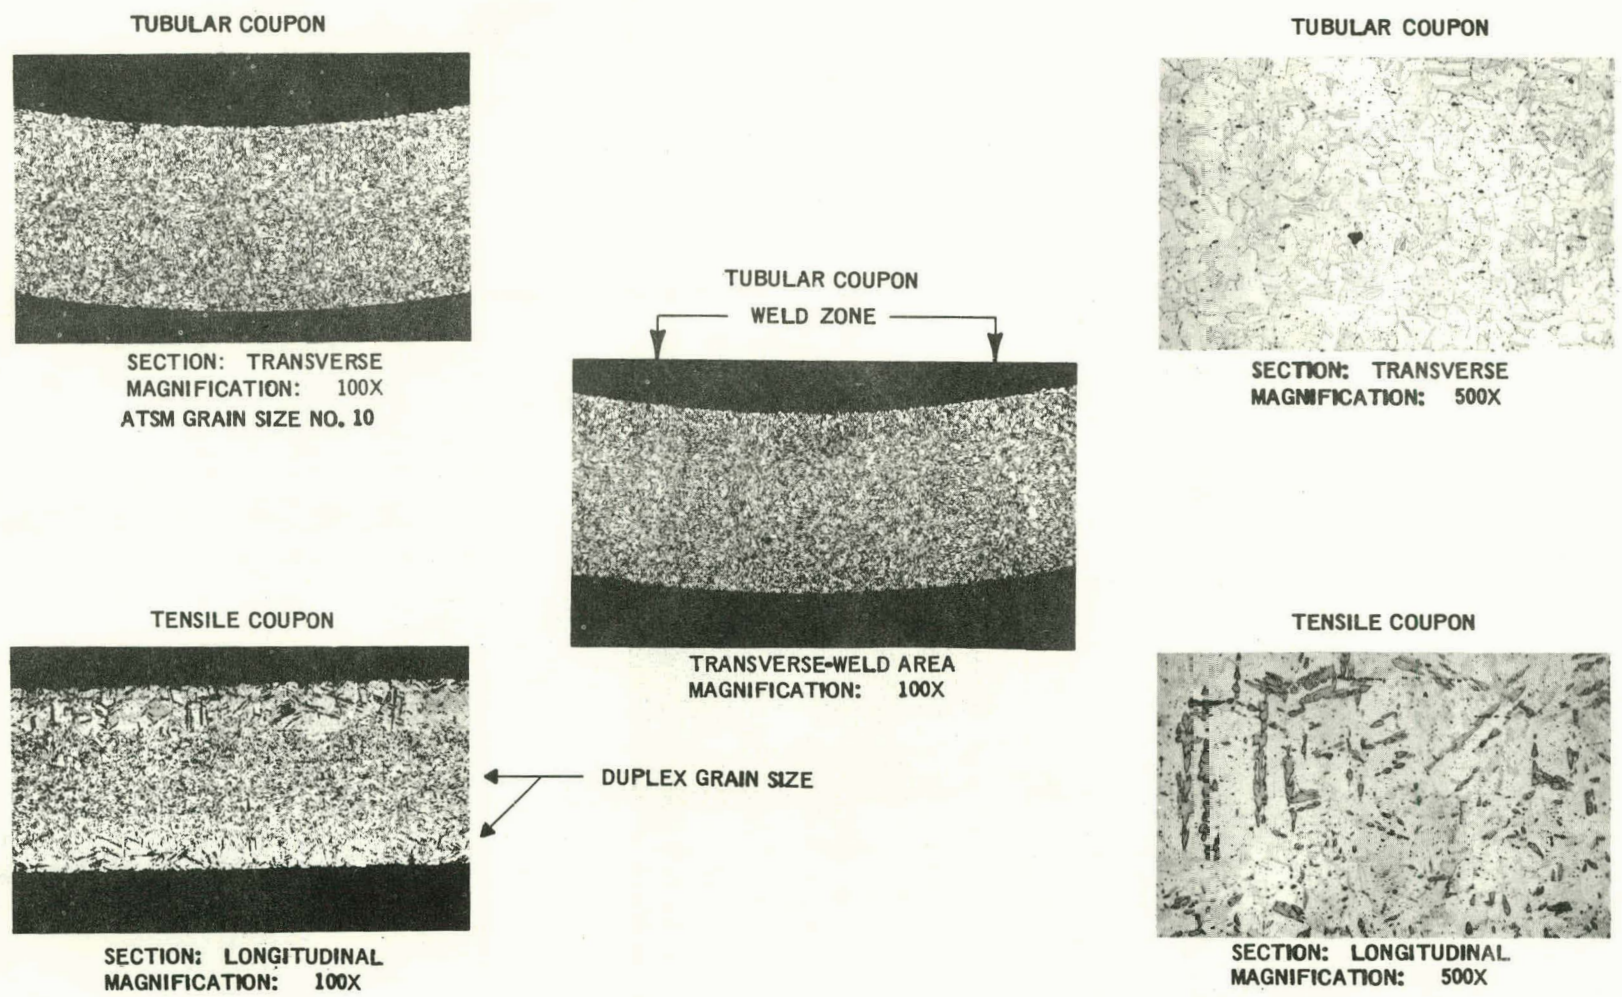 TUBULAR COUPON
SECTION: TRANSVERSE
MAGNIFICATION: 100X
ATSM GRAIN SIZE NO. 10
TUBULAR COUPON
WELD ZONE
TRANSVERSE-WELD AREA
MAGNIFICATION: 100X
TUBULAR COUPON
SECTION: TRANSVERSE
MAGNIFICATION: 500X
TENSILE COUPON
DUPLEX GRAIN SIZE
SECTION: LONGITUDINAL
MAGNIFICATION: 100X
TENSILE COUPON
SECTION: LONGITUDINAL
MAGNIFICATION: 500X